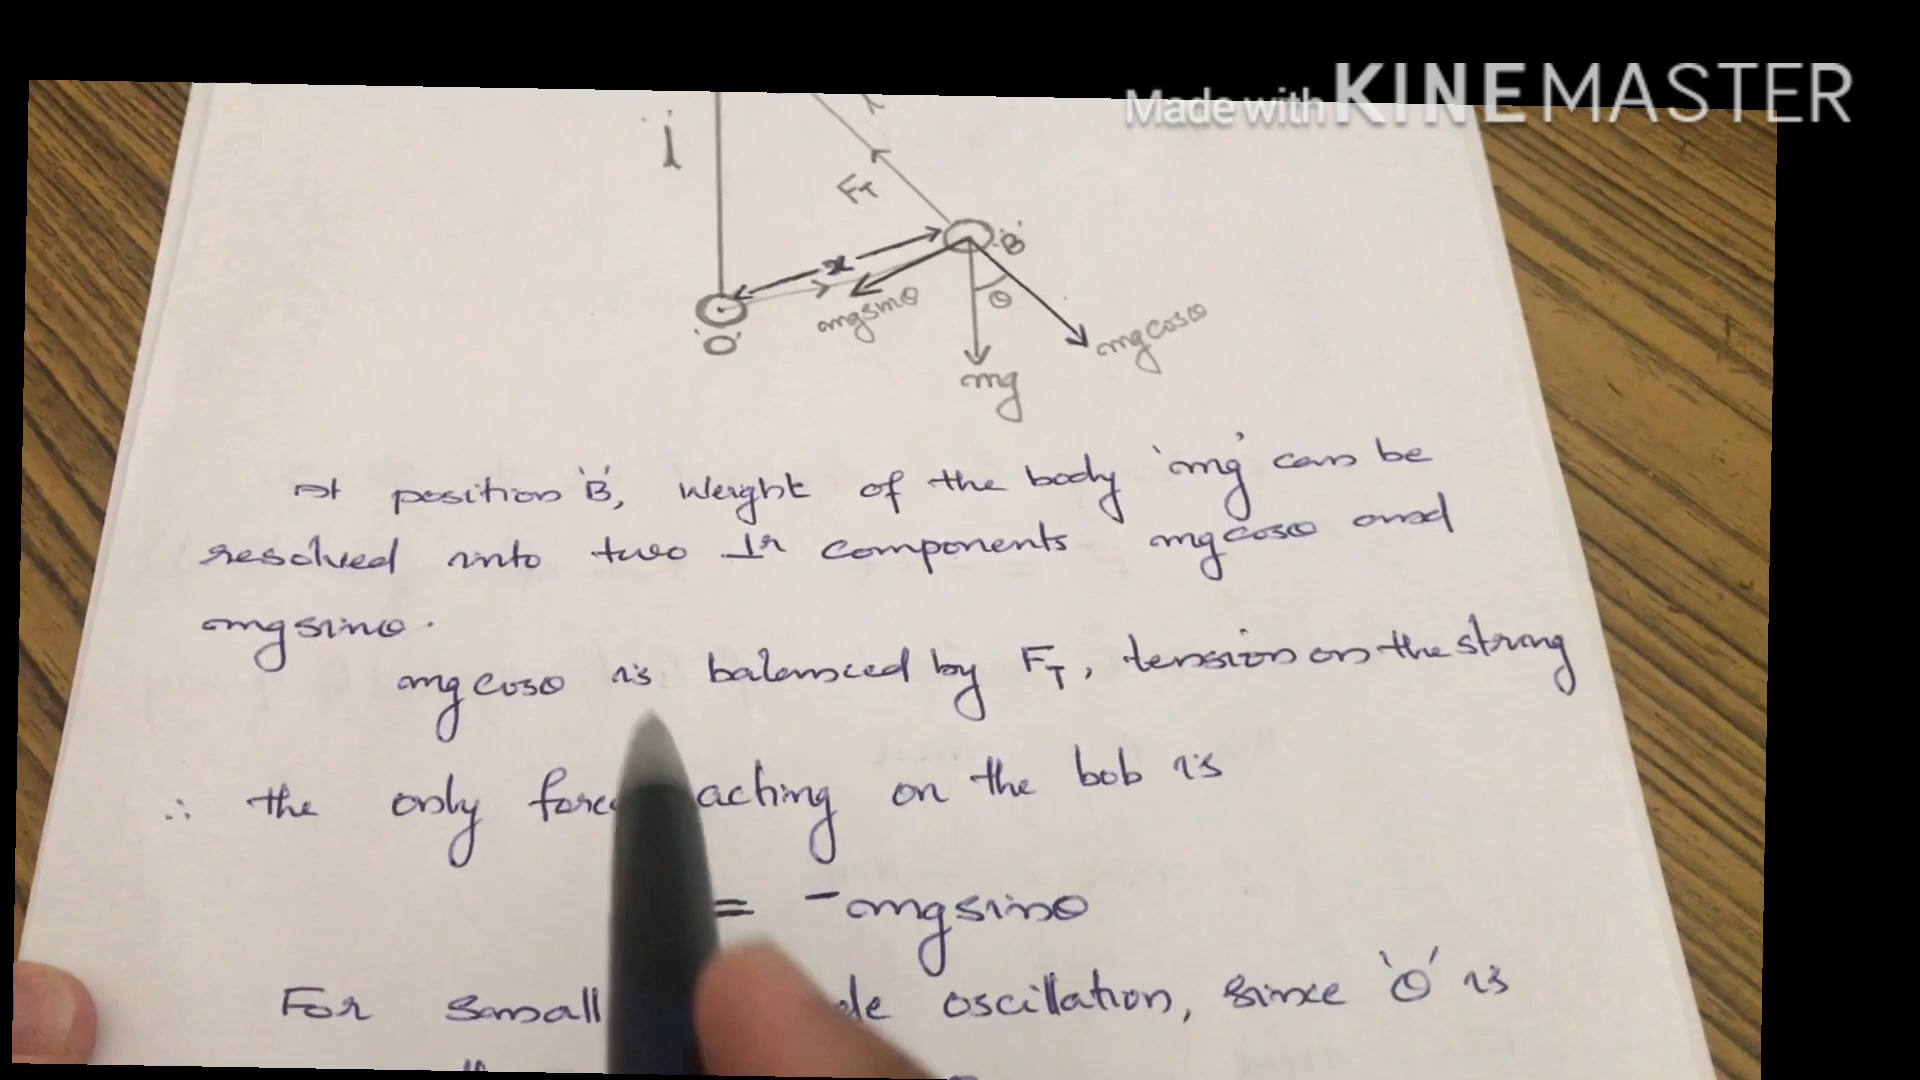 Made with KINEMASTER
l
FT
x
'B'
θ
mgsinθ
mgcosθ
'O'
mg
At position 'B', Weight of the body 'mg' can be
resolved into two ⊥r components mgcosθ and
mgsinθ.
mgcosθ is balanced by FT, tension on the string
∴ the only force acting on the bob is
= -mgsinθ
For small oscillation, since 'θ' is